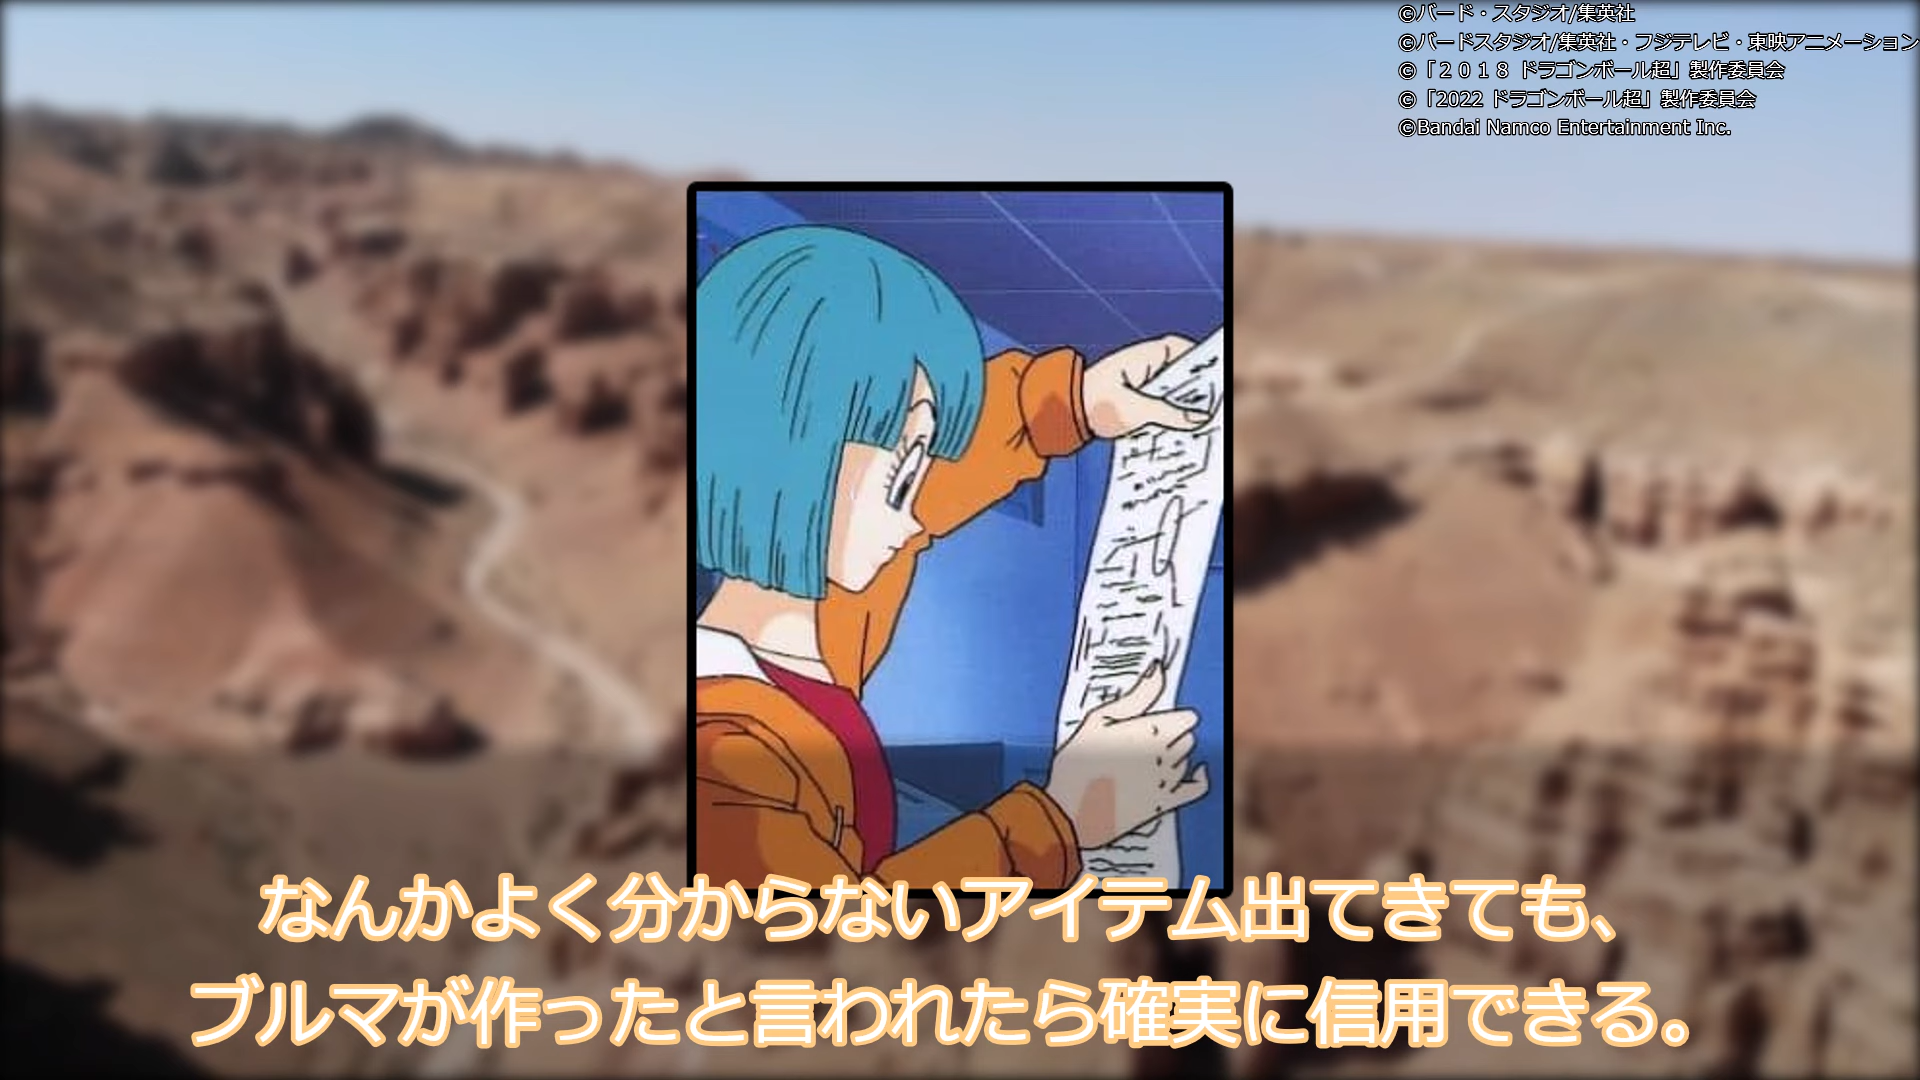 ©バード・スタジオ/集英社
©バードスタジオ/集英社・フジテレビ・東映アニメーション
©「２０１８ ドラゴンボール超」製作委員会
©「2022 ドラゴンボール超」製作委員会
©Bandai Namco Entertainment Inc.
なんかよく分からないアイテム出てきても、
ブルマが作ったと言われたら確実に信用できる。